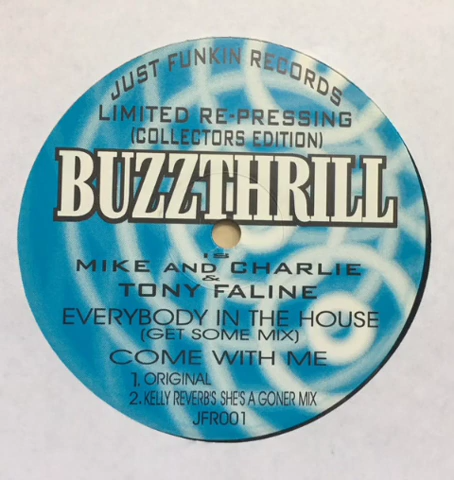 JUST FUNKIN RECORDS
LIMITED RE-PRESSING
(COLLECTORS EDITION)
BUZZTHRILL
IS
MIKE AND CHARLIE
&
TONY FALINE
EVERYBODY IN THE HOUSE
(GET SOME MIX)
COME WITH ME
1. ORIGINAL
2. KELLY REVERB'S SHE'S A GONER MIX
JFR001